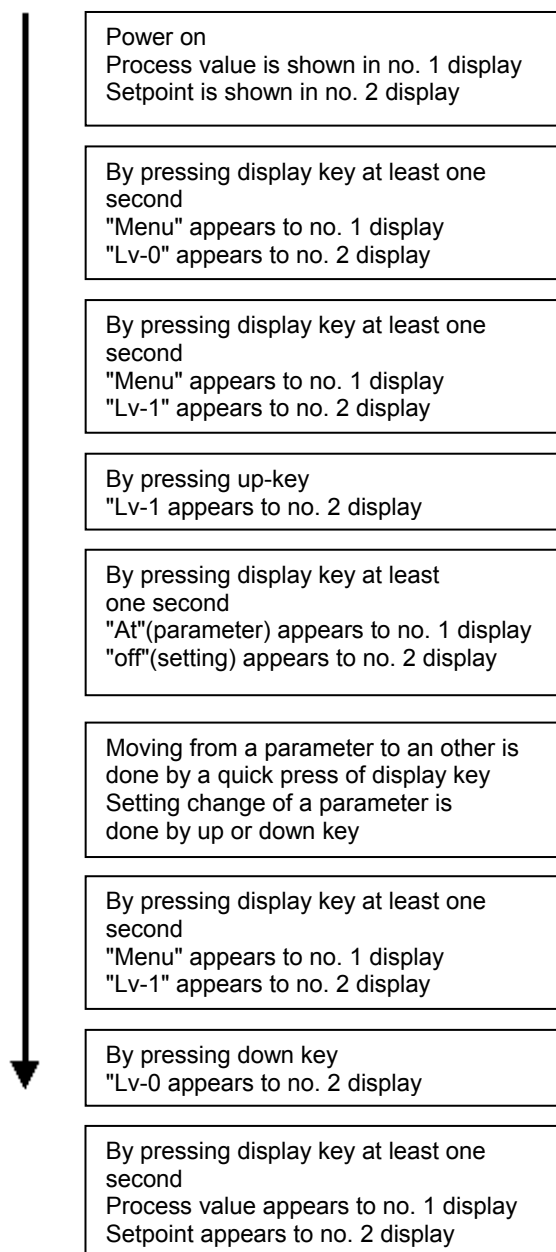 Power on
Process value is shown in no. 1 display
Setpoint is shown in no. 2 display
By pressing display key at least one
second
"Menu" appears to no. 1 display
"Lv-0" appears to no. 2 display
By pressing display key at least one
second
"Menu" appears to no. 1 display
"Lv-1" appears to no. 2 display
By pressing up-key
"Lv-1 appears to no. 2 display
By pressing display key at least
one second
"At"(parameter) appears to no. 1 display
"off"(setting) appears to no. 2 display
Moving from a parameter to an other is
done by a quick press of display key
Setting change of a parameter is
done by up or down key
By pressing display key at least one
second
"Menu" appears to no. 1 display
"Lv-1" appears to no. 2 display
By pressing down key
"Lv-0 appears to no. 2 display
By pressing display key at least one
second
Process value appears to no. 1 display
Setpoint appears to no. 2 display